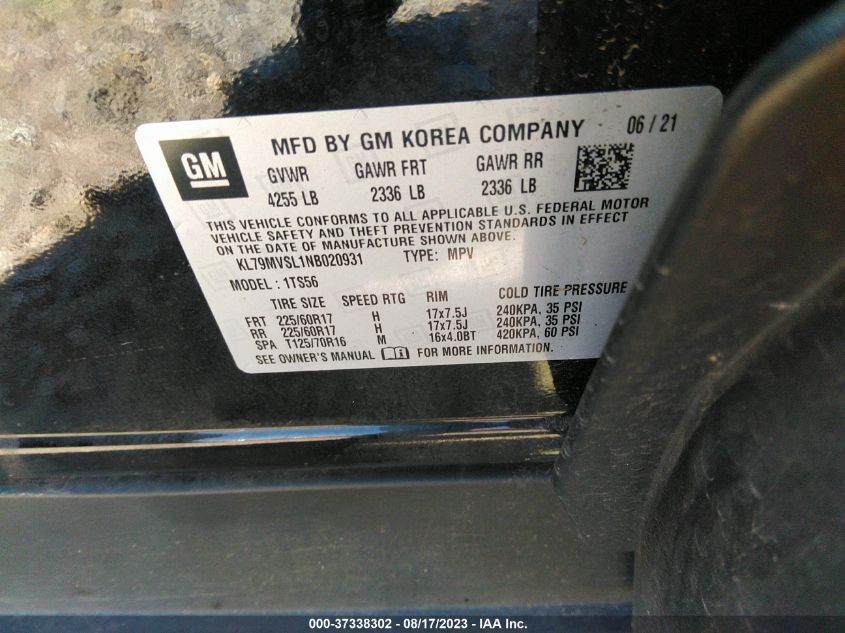 GM
MFD BY GM KOREA COMPANY 06 / 21
GVWR GAWR FRT GAWR RR
4255 LB 2336 LB 2336 LB
THIS VEHICLE CONFORMS TO ALL APPLICABLE U.S. FEDERAL MOTOR
VEHICLE SAFETY AND THEFT PREVENTION STANDARDS IN EFFECT
ON THE DATE OF MANUFACTURE SHOWN ABOVE.
KL79MVSL1NB020931 TYPE: MPV
MODEL : 1TS56
TIRE SIZE SPEED RTG RIM COLD TIRE PRESSURE
FRT 225/60R17 H 17x7.5J 240KPA, 35 PSI
RR 225/60R17 H 17x7.5J 240KPA, 35 PSI
SPA T125/70R16 M 16x4.0BT 420KPA, 60 PSI
SEE OWNER'S MANUAL FOR MORE INFORMATION.
000-37338302 - 08/17/2023 - IAA Inc.